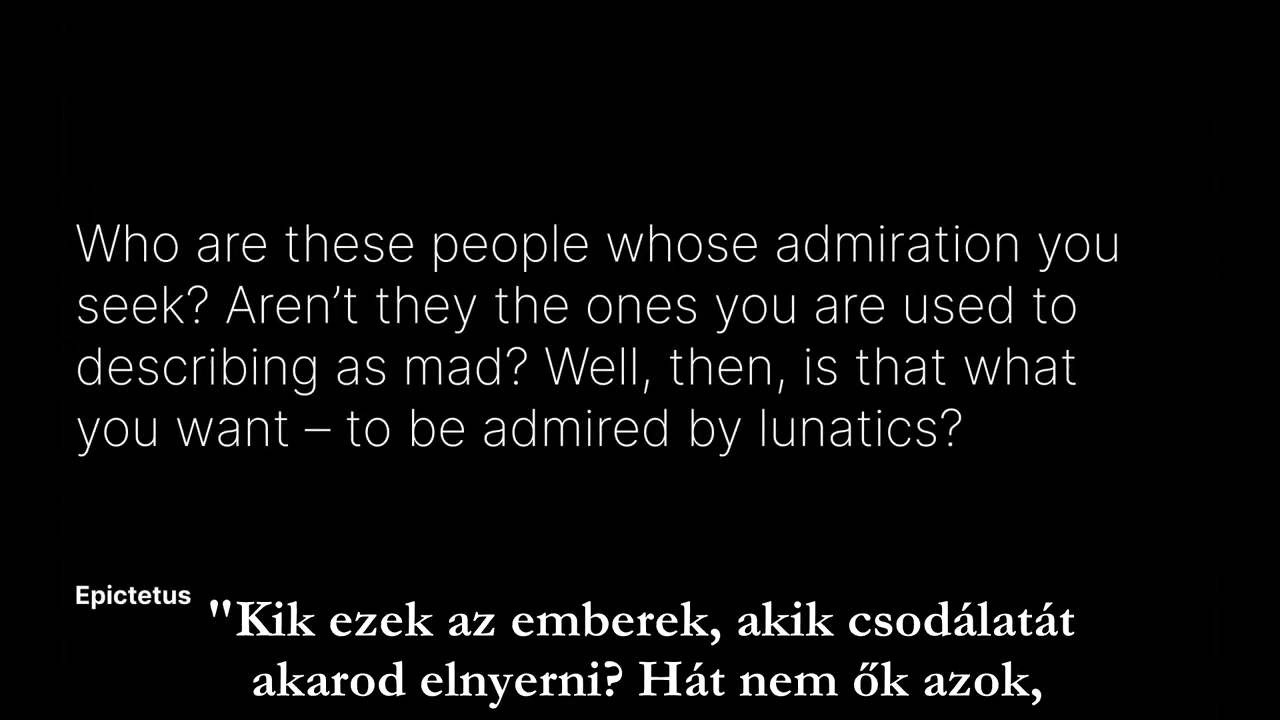 Who are these people whose admiration you
seek? Aren’t they the ones you are used to
describing as mad? Well, then, is that what
you want – to be admired by lunatics?
Epictetus
"Kik ezek az emberek, akik csodálatát
akarod elnyerni? Hát nem ők azok,